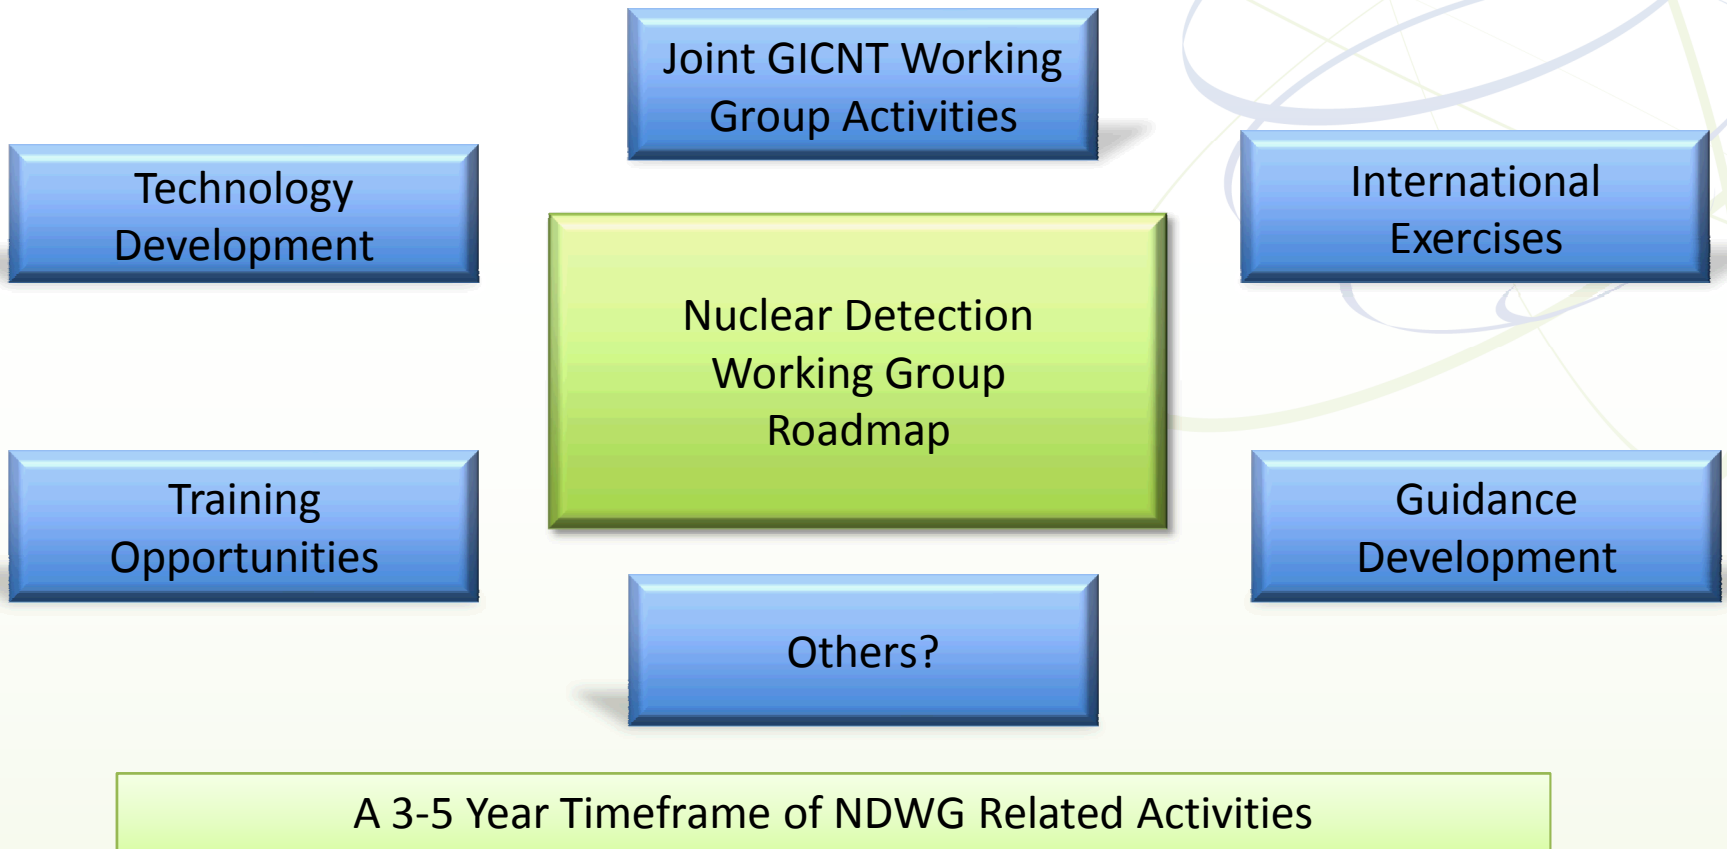 Joint GICNT Working
Group Activities
Technology
Development
International
Exercises
Nuclear Detection
Working Group
Roadmap
Training
Opportunities
Guidance
Development
Others?
A 3-5 Year Timeframe of NDWG Related Activities